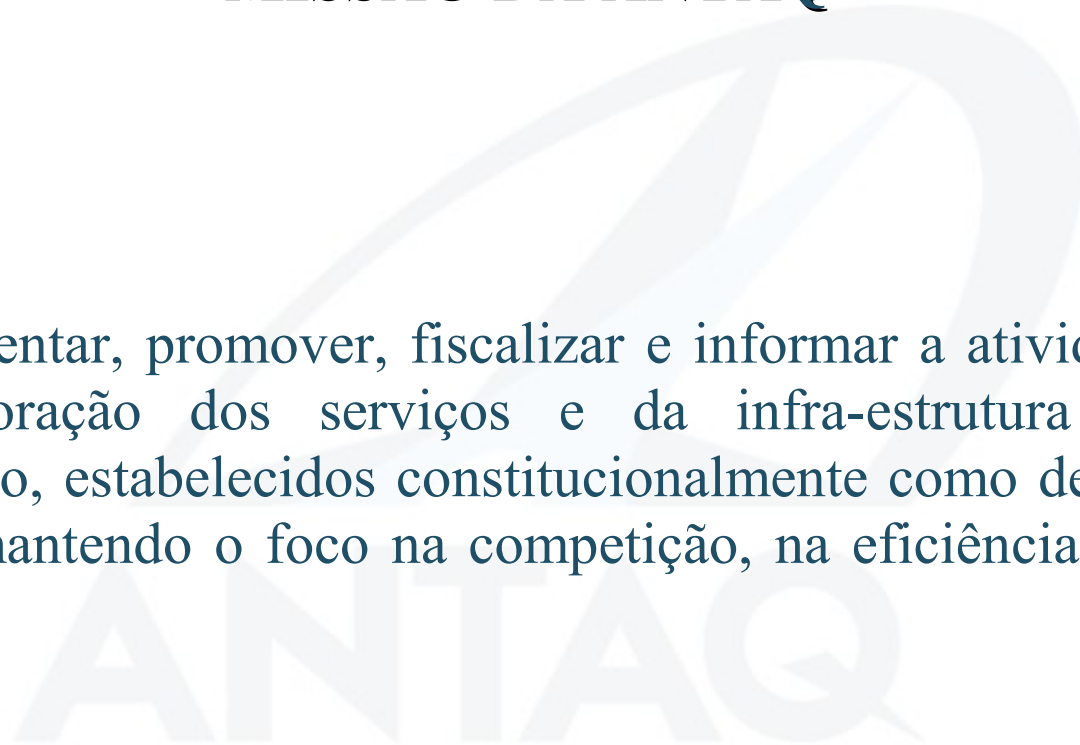 entar, promover, fiscalizar e informar a ativid
oração dos serviços e da infra-estrutura
o, estabelecidos constitucionalmente como de
nantendo o foco na competição, na eficiência
ANTAQ